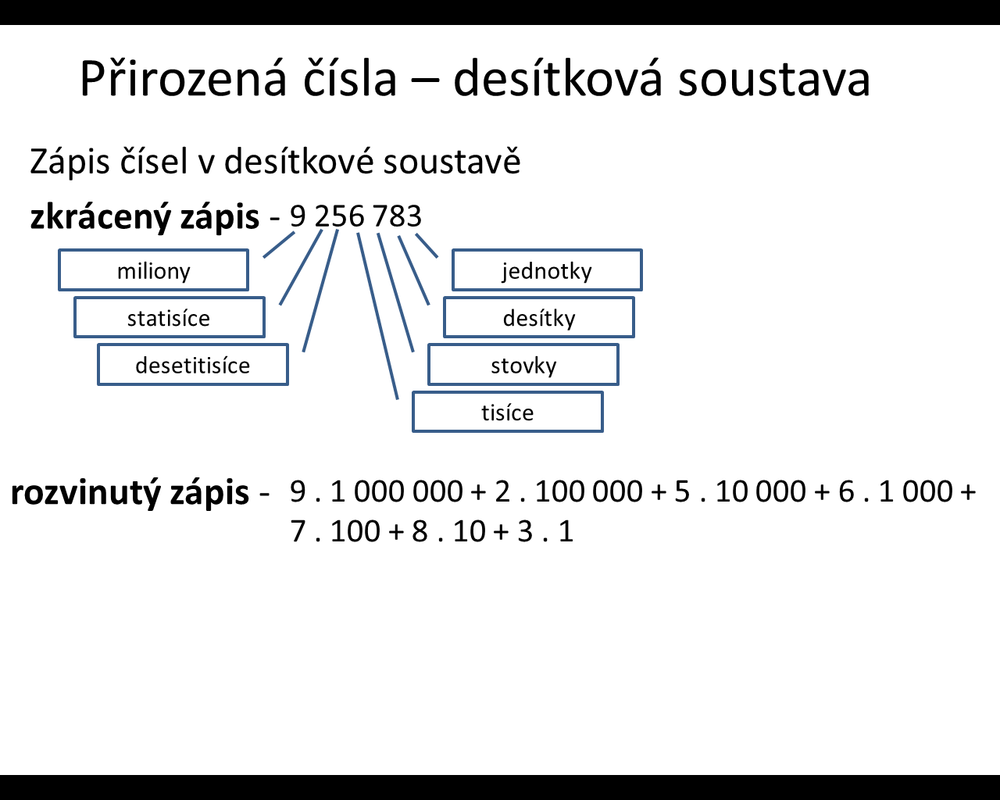 Přirozená čísla – desítková soustava
Zápis čísel v desítkové soustavě
zkrácený zápis - 9 256 783
miliony
statisíce
desetitisíce
jednotky
desítky
stovky
tisíce
rozvinutý zápis - 9 . 1 000 000 + 2 . 100 000 + 5 . 10 000 + 6 . 1 000 +
7 . 100 + 8 . 10 + 3 . 1